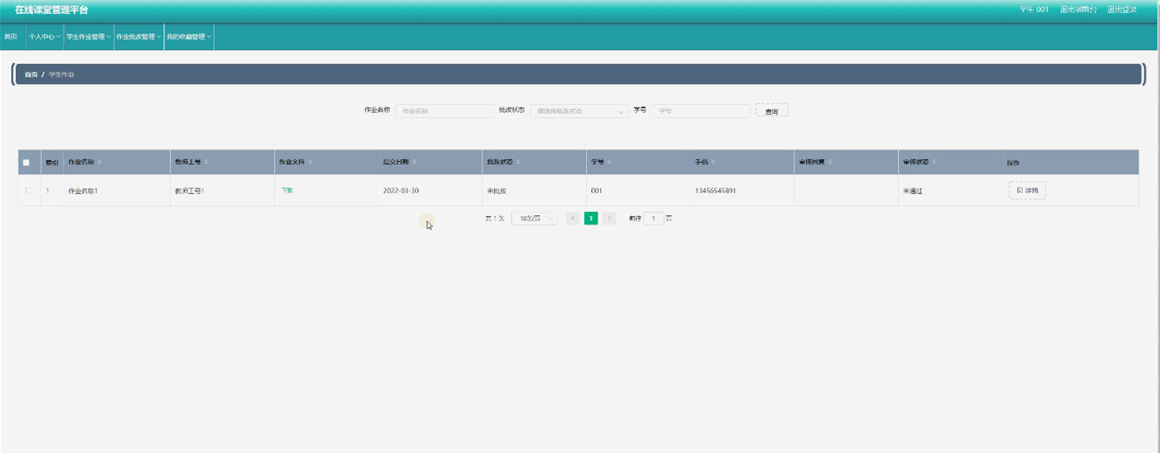 在线课堂管理平台
学生 001 退出到前台 退出登录
首页 个人中心 学生作业管理 作业批改管理 我的收藏管理
首页 / 学生作业
作业名称 作业名称 批改状态 请选择批改状态 学号 学号 查询
索引 作业名称 教师工号 作业文件 提交日期 批改状态 学号 手机 审核回复 审核状态 操作
1 作业名称1 教师工号1 下载 2022-03-30 未批改 001 13456545891 未通过 详情
共 1 条 10条/页 1 前往 1 页